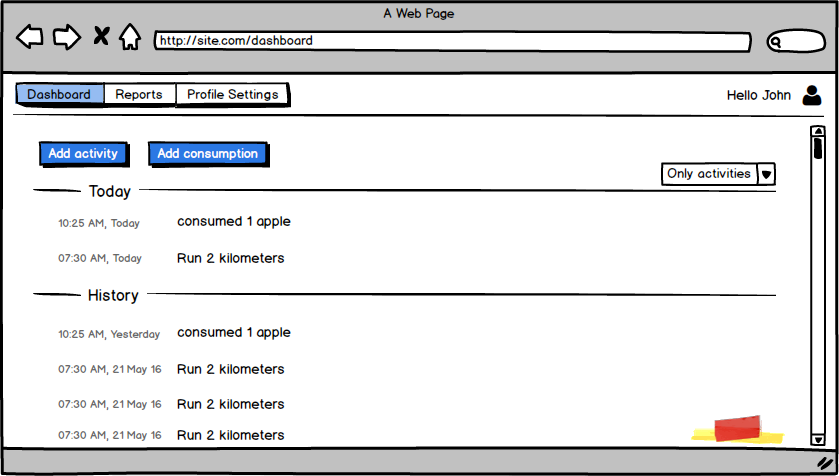 A Web Page
http://site.com/dashboard
Dashboard Reports Profile Settings Hello John
Add activity Add consumption
Only activities
Today
10:25 AM, Today consumed 1 apple
07:30 AM, Today Run 2 kilometers
History
10:25 AM, Yesterday consumed 1 apple
07:30 AM, 21 May 16 Run 2 kilometers
07:30 AM, 21 May 16 Run 2 kilometers
07:30 AM, 21 May 16 Run 2 kilometers